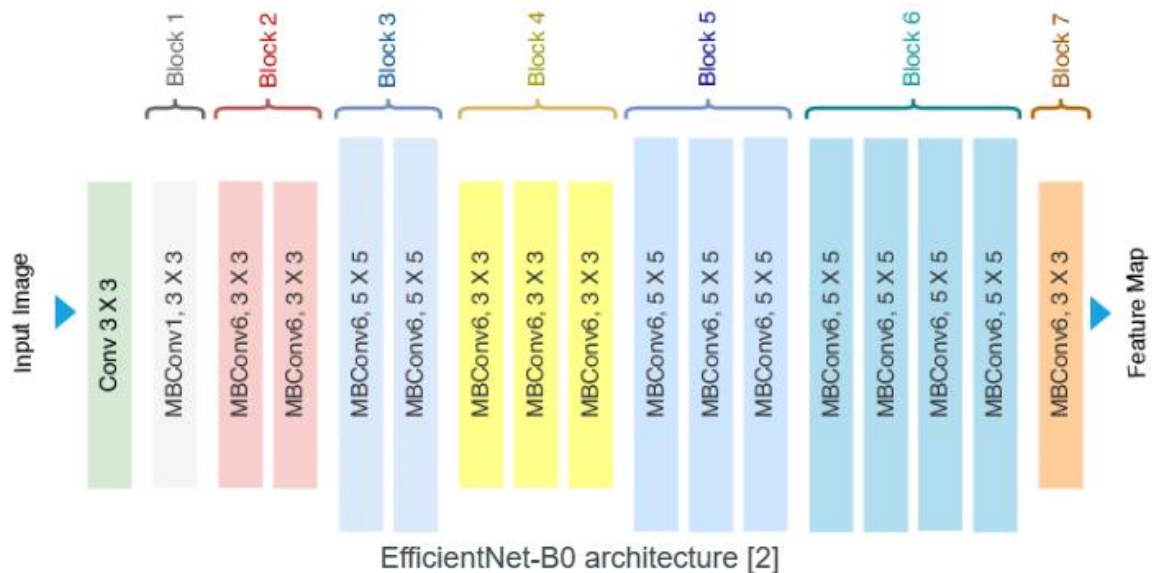 Block 1
Block 2
Block 3
Block 4
Block 5
Block 6
Block 7
Input Image
Conv 3 X 3
MBConv1, 3 X 3
MBConv6, 3 X 3
MBConv6, 3 X 3
MBConv6, 5 X 5
MBConv6, 5 X 5
MBConv6, 3 X 3
MBConv6, 3 X 3
MBConv6, 3 X 3
MBConv6, 5 X 5
MBConv6, 5 X 5
MBConv6, 5 X 5
MBConv6, 5 X 5
MBConv6, 5 X 5
MBConv6, 5 X 5
MBConv6, 5 X 5
MBConv6, 3 X 3
Feature Map
EfficientNet-B0 architecture [2]